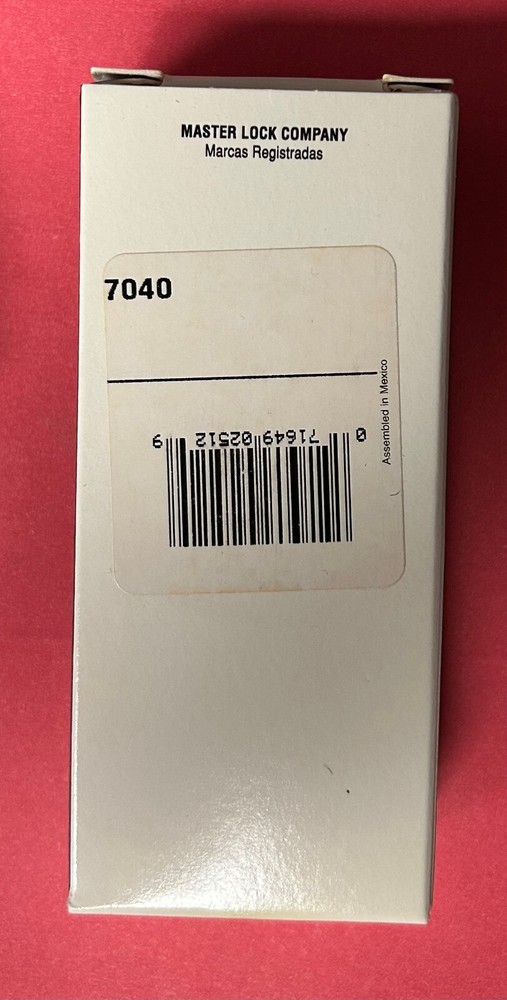 MASTER LOCK COMPANY
Marcas Registradas
7040
Assembled in Mexico
0 71649 02512 9